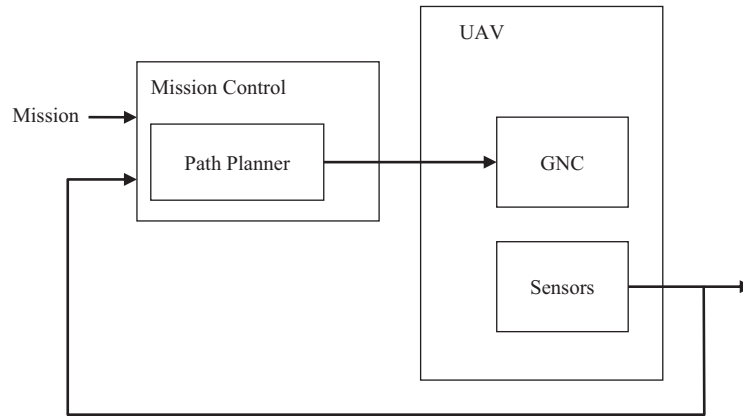 UAV
Mission Control
Mission
Path Planner
GNC
Sensors